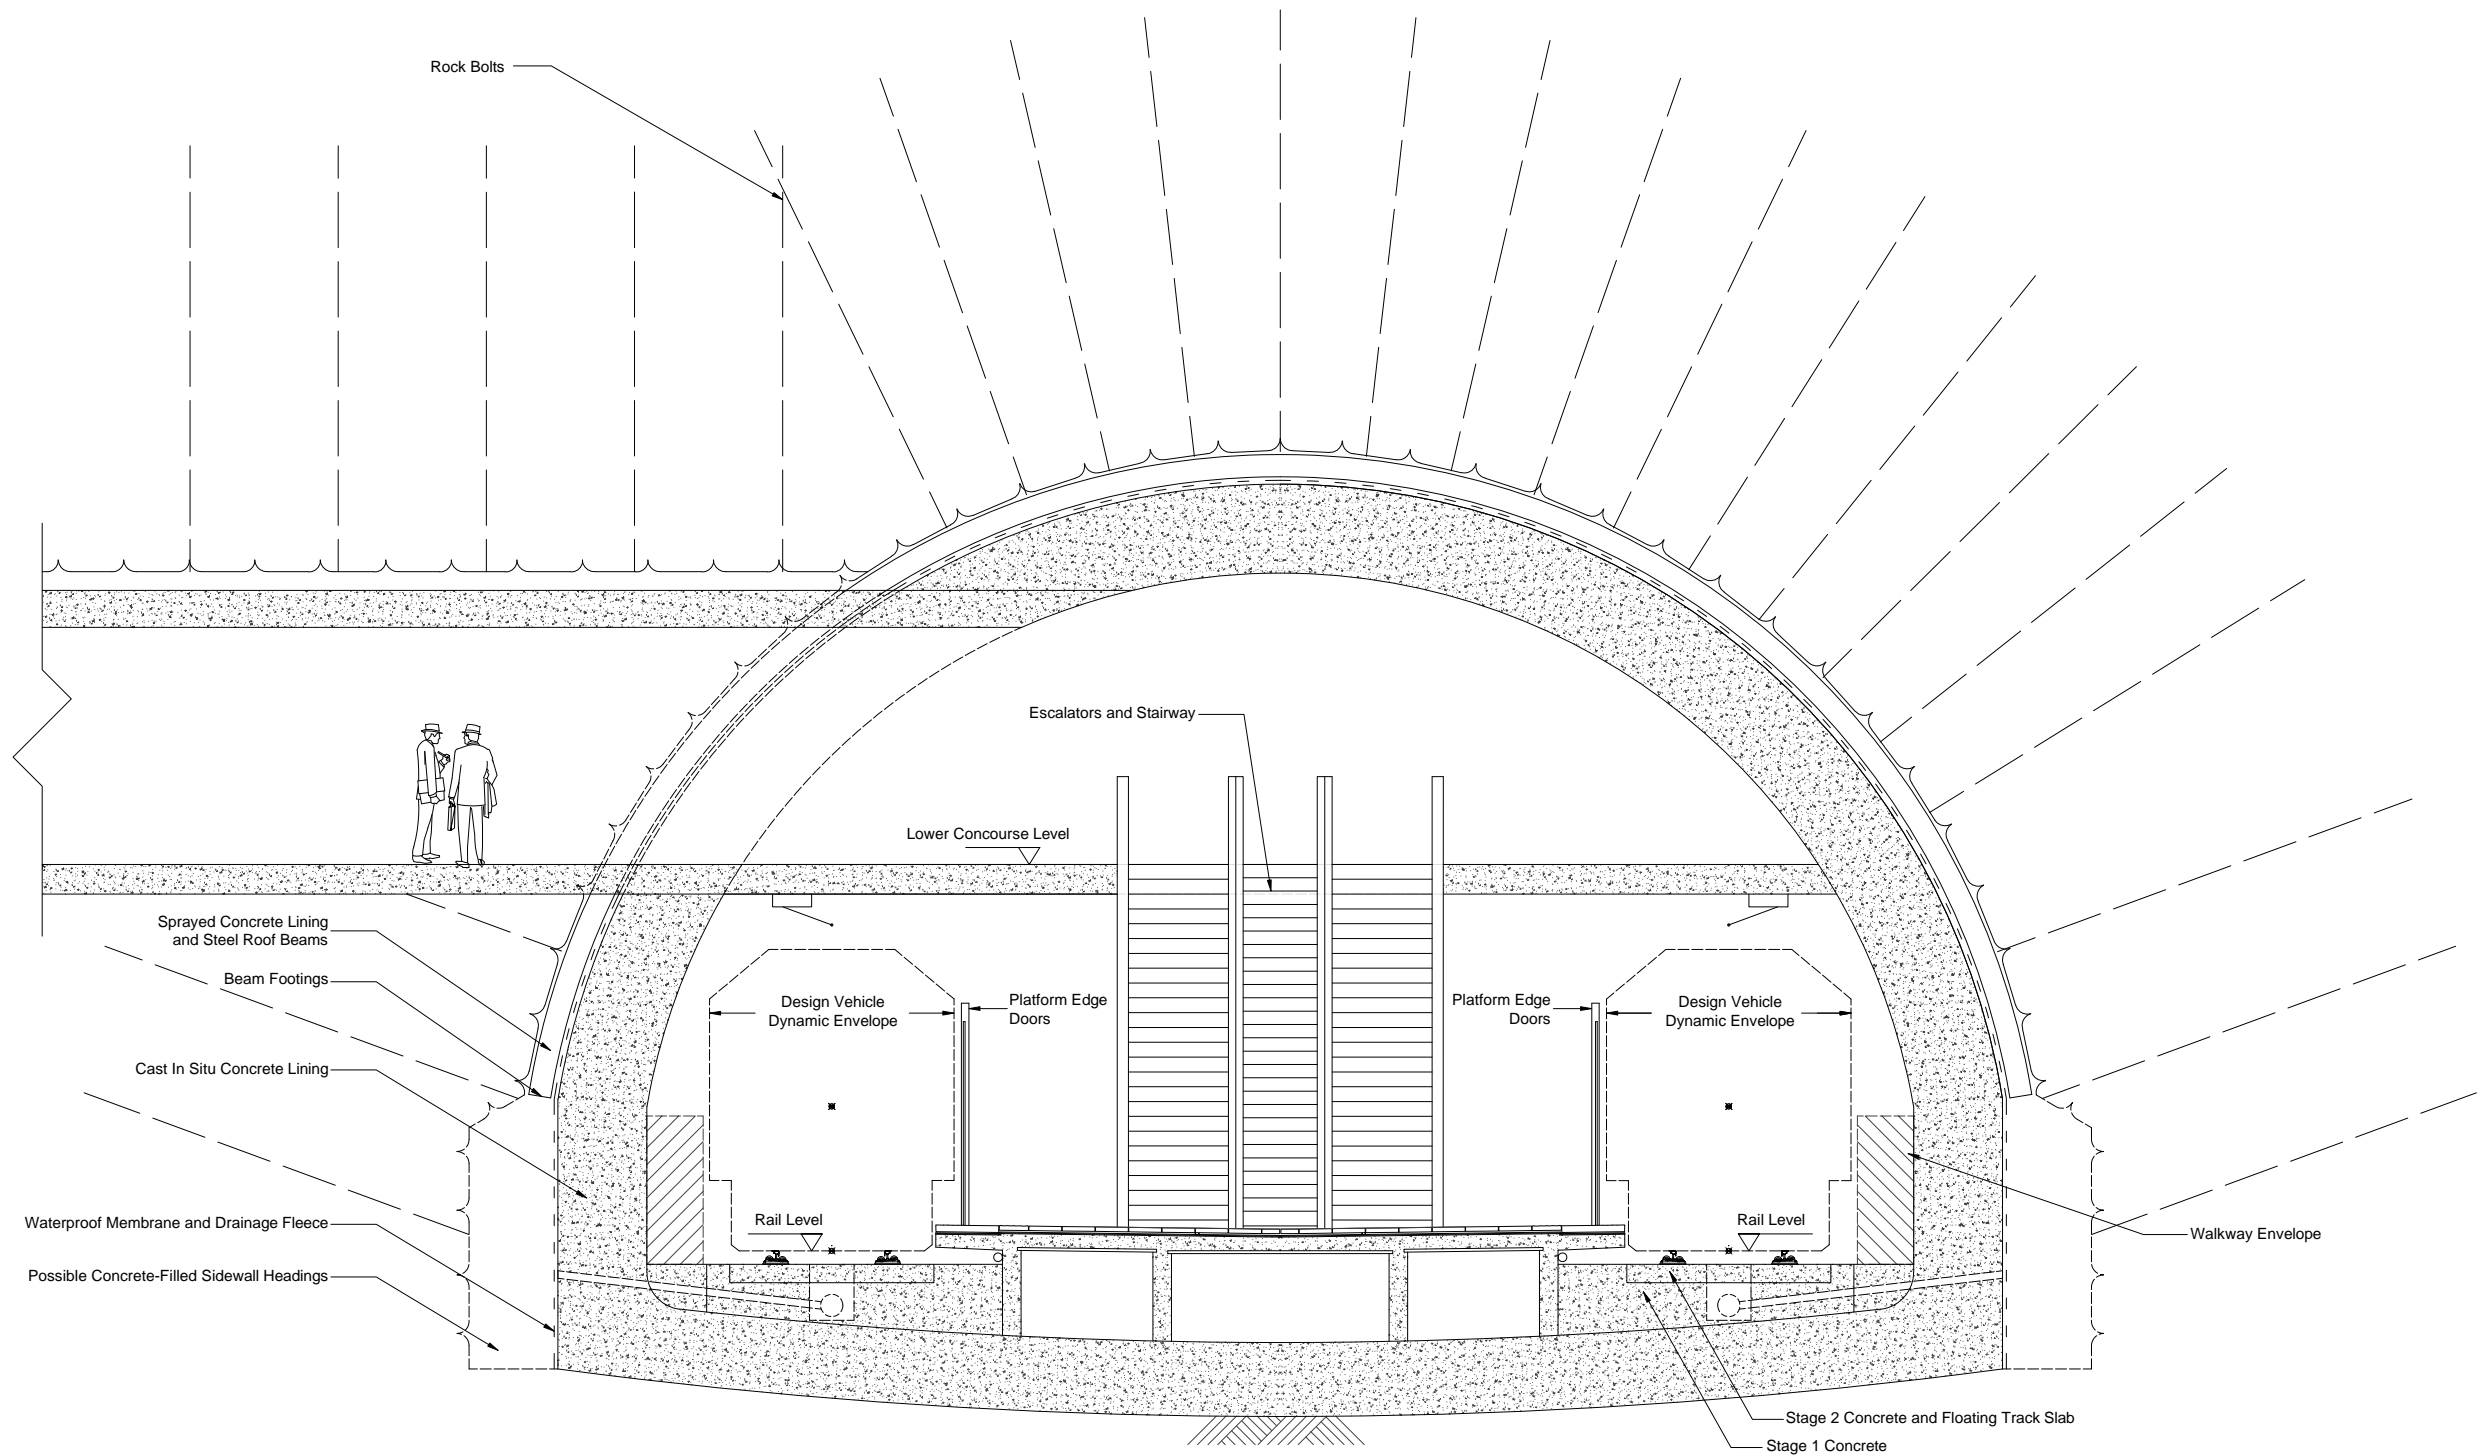 Rock Bolts
Escalators and Stairway
Lower Concourse Level
Sprayed Concrete Lining
and Steel Roof Beams
Beam Footings
Design Vehicle
Dynamic Envelope
Platform Edge
Doors
Platform Edge
Doors
Design Vehicle
Dynamic Envelope
Cast In Situ Concrete Lining
Waterproof Membrane and Drainage Fleece
Rail Level
Rail Level
Walkway Envelope
Possible Concrete-Filled Sidewall Headings
Stage 2 Concrete and Floating Track Slab
Stage 1 Concrete